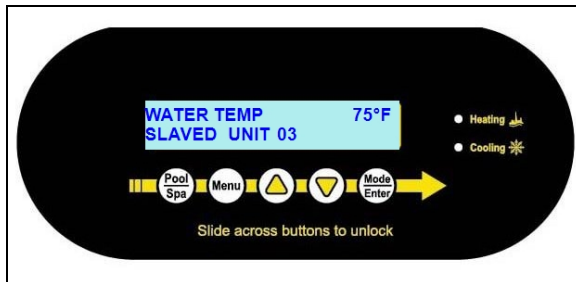 WATER TEMP 75°F
SLAVED UNIT 03
Heating
Cooling
Pool Spa Menu Mode Enter
Slide across buttons to unlock